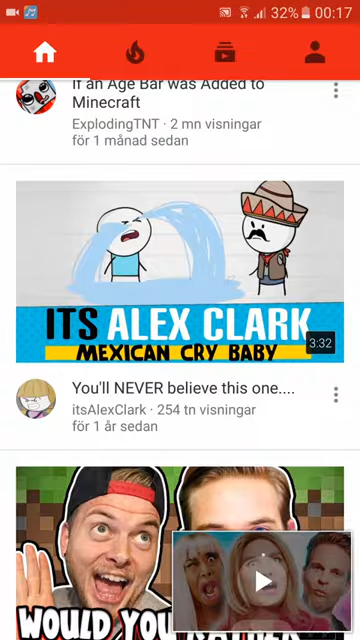 32% 00:17
If an Age Bar was Added to
Minecraft
ExplodingTNT · 2 mn visningar
för 1 månad sedan
ITS ALEX CLARK
MEXICAN CRY BABY
3:32
You'll NEVER believe this one....
itsAlexClark · 254 tn visningar
för 1 år sedan
WOULD YOU